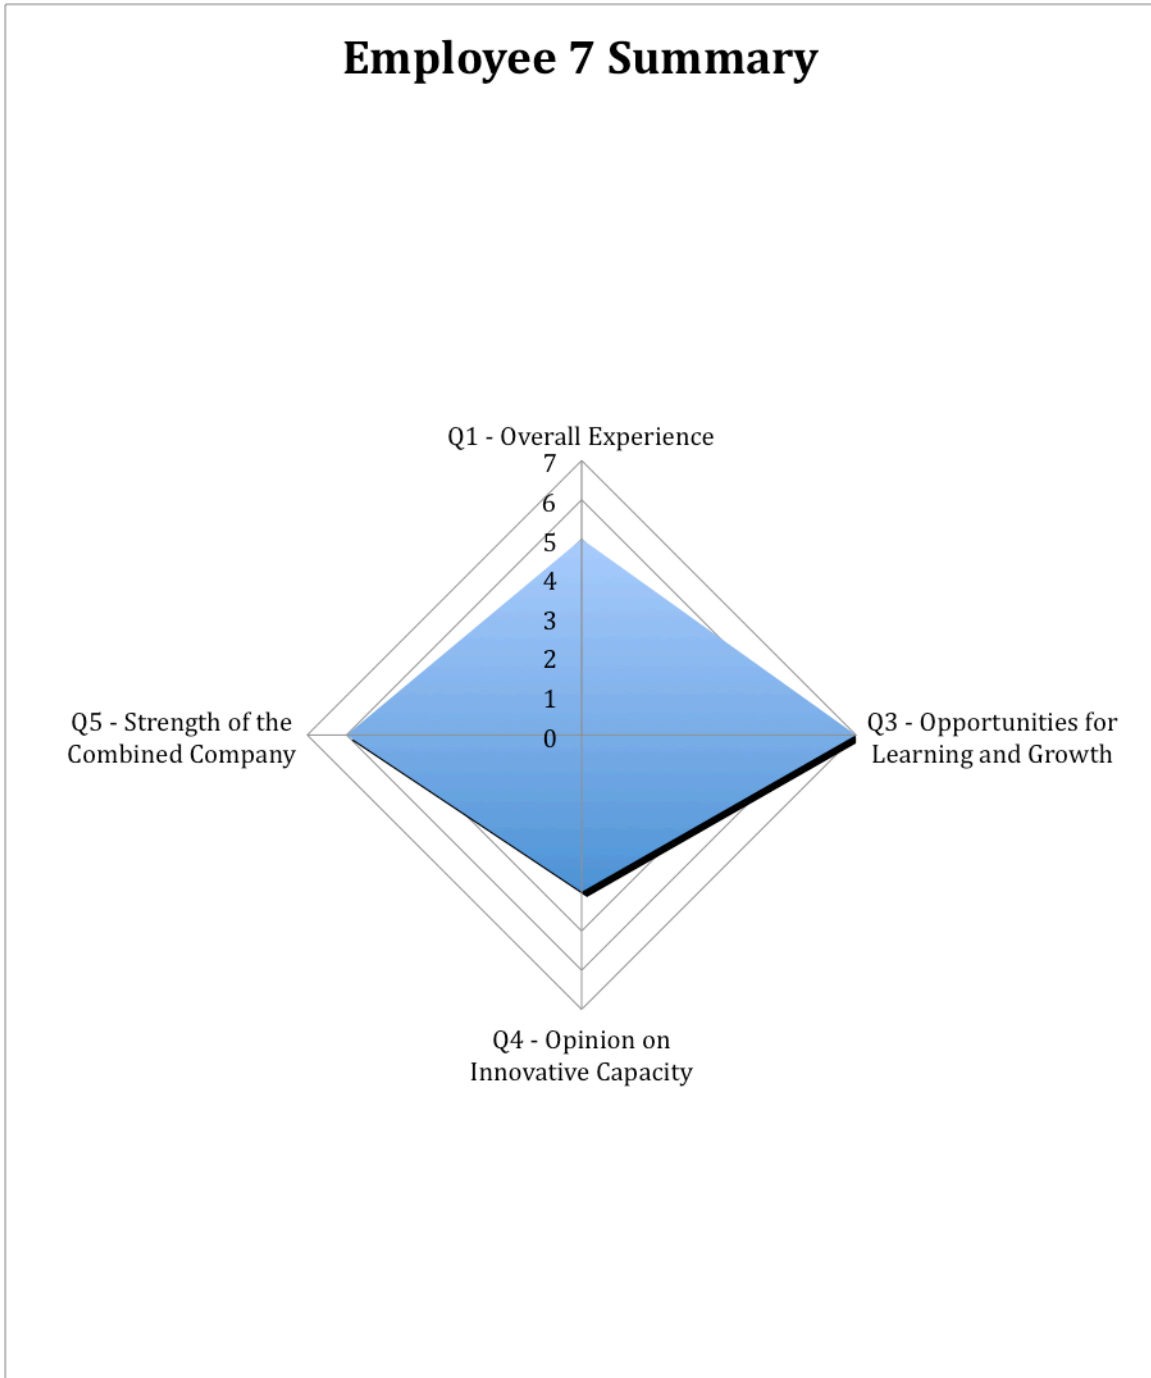 Employee 7 Summary
Q1 - Overall Experience
7
6
5
4
3
2
1
0
Q5 - Strength of the
Combined Company
Q3 - Opportunities for
Learning and Growth
Q4 - Opinion on
Innovative Capacity